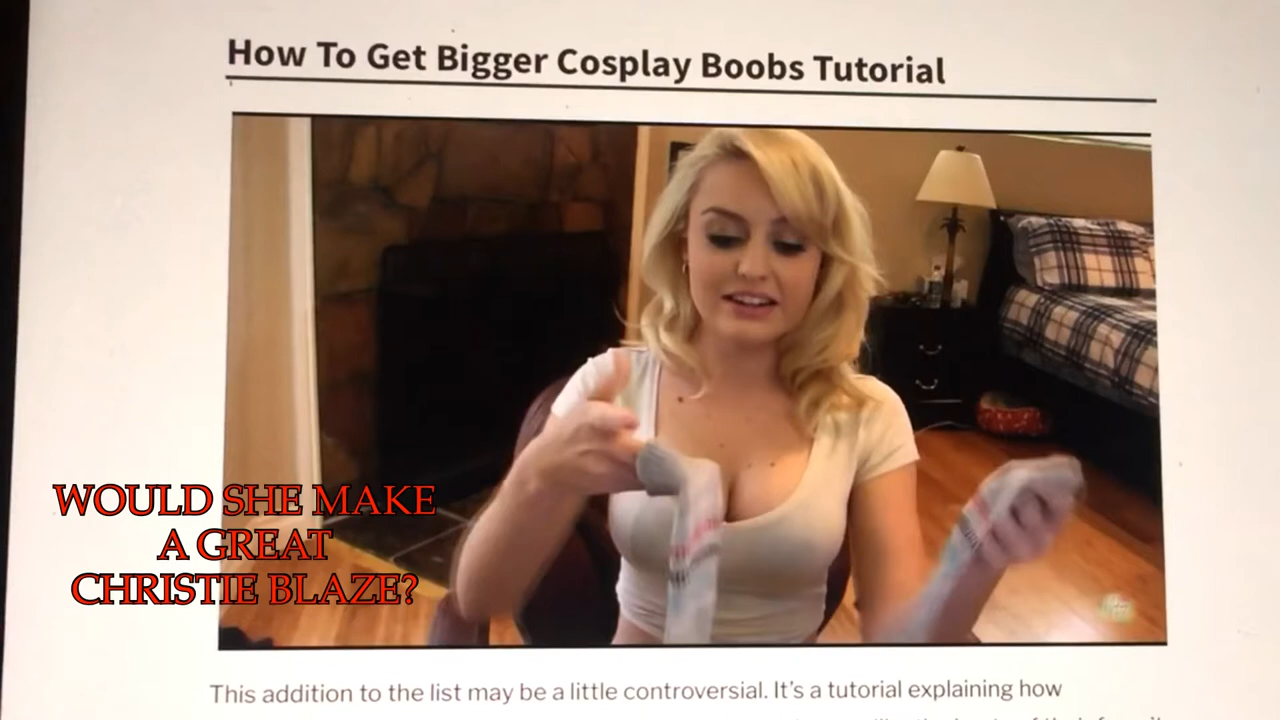 How To Get Bigger Cosplay Boobs Tutorial
WOULD SHE MAKE
A GREAT
CHRISTIE BLAZE?
This addition to the list may be a little controversial. It's a tutorial explaining how